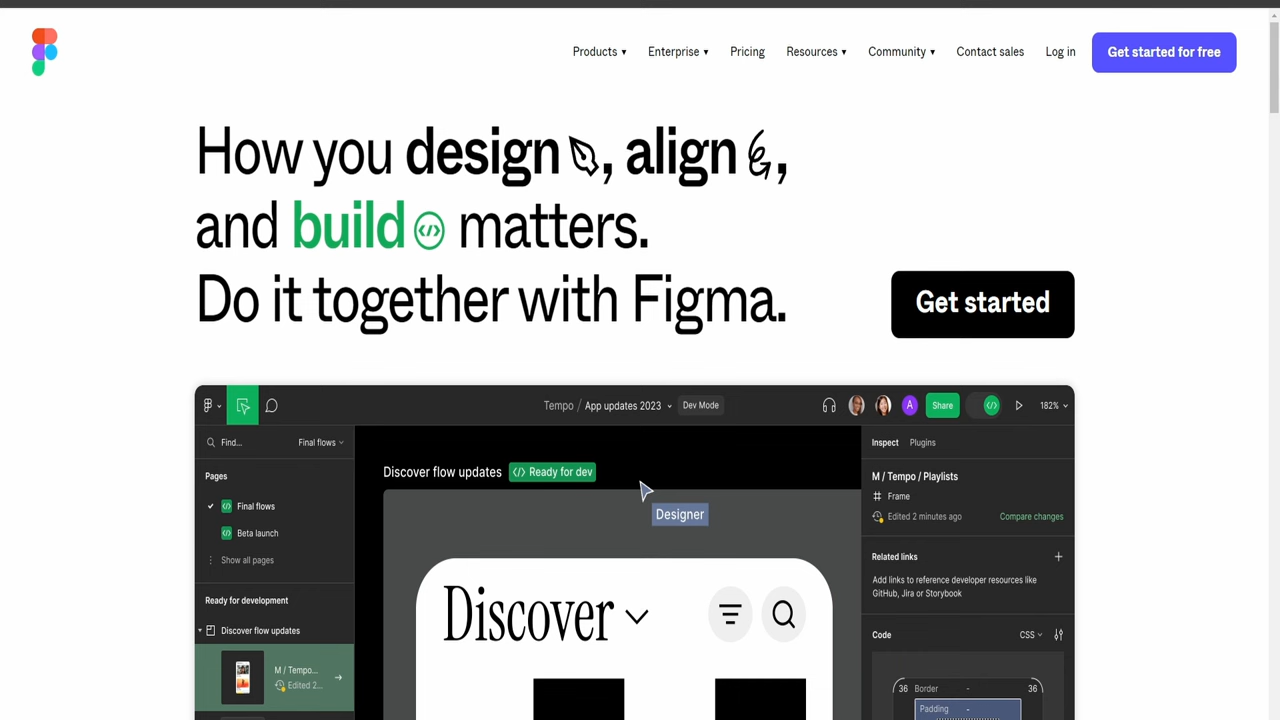 Products ▾ Enterprise ▾ Pricing Resources ▾ Community ▾ Contact sales Log in Get started for free
How you design, align,
and build </> matters.
Do it together with Figma.
Get started
Tempo / App updates 2023 Dev Mode
A Share </> 182%
Find... Final flows
Pages
Final flows
Beta launch
Show all pages
Ready for development
Discover flow updates
M / Tempo...
Edited 2...
Discover flow updates </> Ready for dev
Designer
Discover
Inspect Plugins
M / Tempo / Playlists
Frame
Edited 2 minutes ago Compare changes
Related links
Add links to reference developer resources like
GitHub, Jira or Storybook
Code CSS
36 Border - 36
Padding -